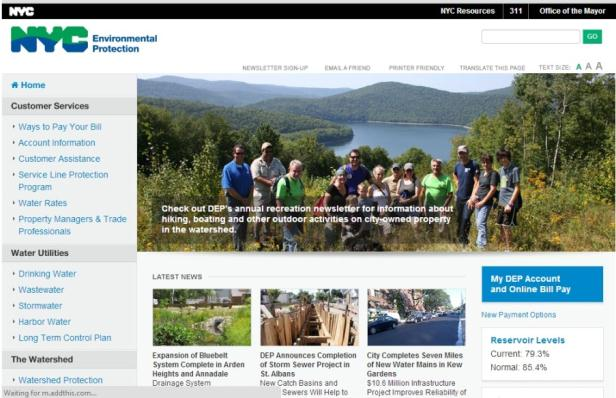 NYC
NYC Resources 311 Office of the Mayor
NYC Environmental
Protection
GO
NEWSLETTER SIGN-UP EMAIL A FRIEND PRINTER FRIENDLY TRANSLATE THIS PAGE TEXT SIZE: A A A
Home
Customer Services
Ways to Pay Your Bill
Account Information
Customer Assistance
Service Line Protection
Program
Water Rates
Property Managers & Trade
Professionals
Water Utilities
Drinking Water
Wastewater
Stormwater
Harbor Water
Long Term Control Plan
The Watershed
Watershed Protection
Waiting for m.addthis.com...
Check out DEP's annual recreation newsletter for information about
hiking, boating and other outdoor activities on city-owned property
in the watershed.
LATEST NEWS
Expansion of Bluebelt
System Complete in Arden
Heights and Annadale
Drainage System
DEP Announces Completion
of Storm Sewer Project in
St. Albans
New Catch Basins and
Sewers Will Help to
City Completes Seven Miles
of New Water Mains in Kew
Gardens
$10.6 Million Infrastructure
Project Improves Reliability of
My DEP Account
and Online Bill Pay
New Payment Options
Reservoir Levels
Current: 79.3%
Normal: 85.4%